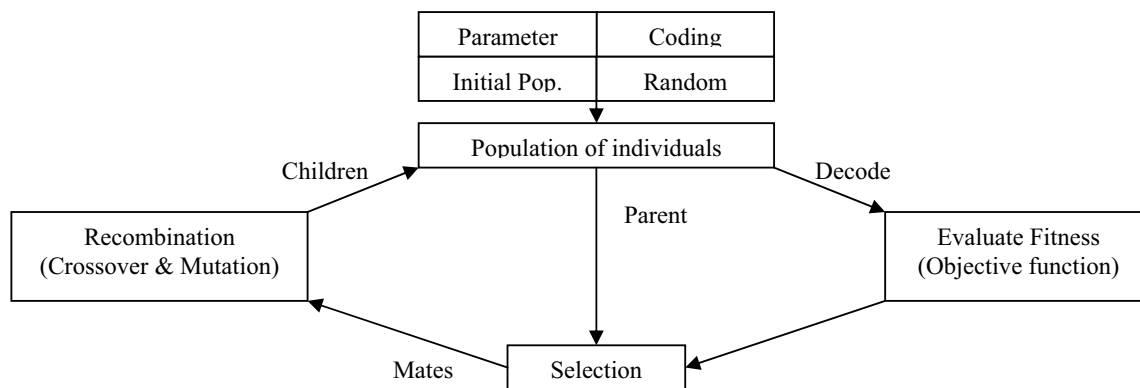 Parameter Coding
Initial Pop. Random
Population of individuals
Children
Decode
Parent
Recombination
(Crossover & Mutation)
Evaluate Fitness
(Objective function)
Mates
Selection